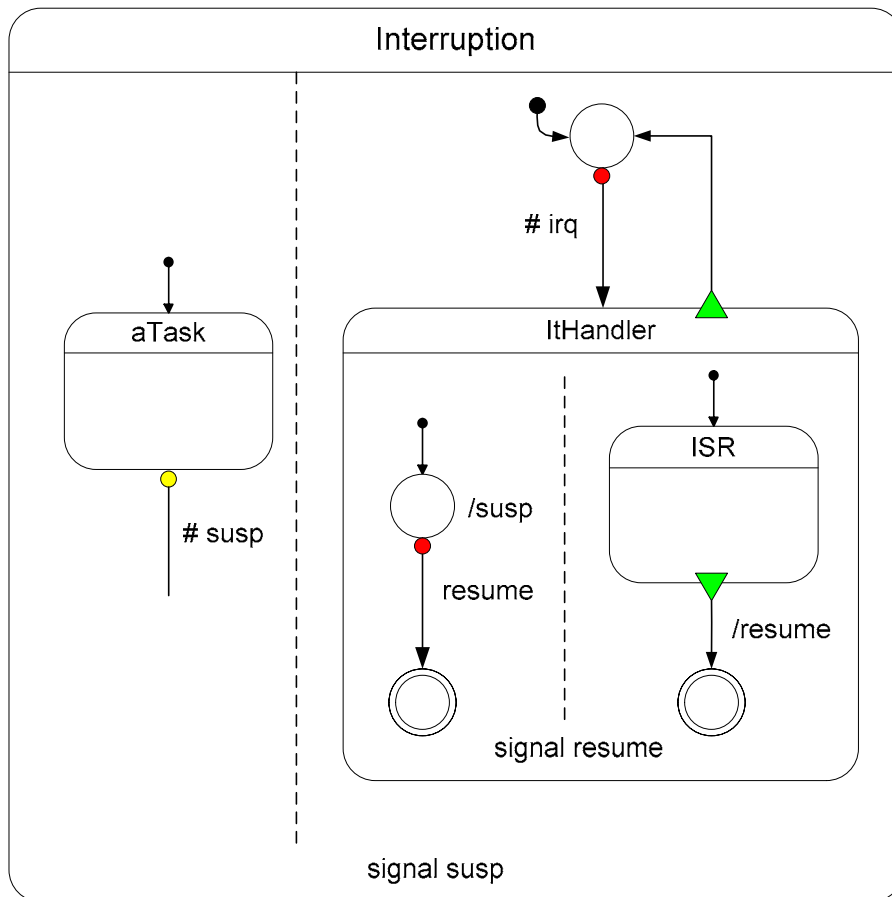 Interruption
# irq
aTask
# susp
ItHandler
ISR
/susp
resume
/resume
signal resume
signal susp